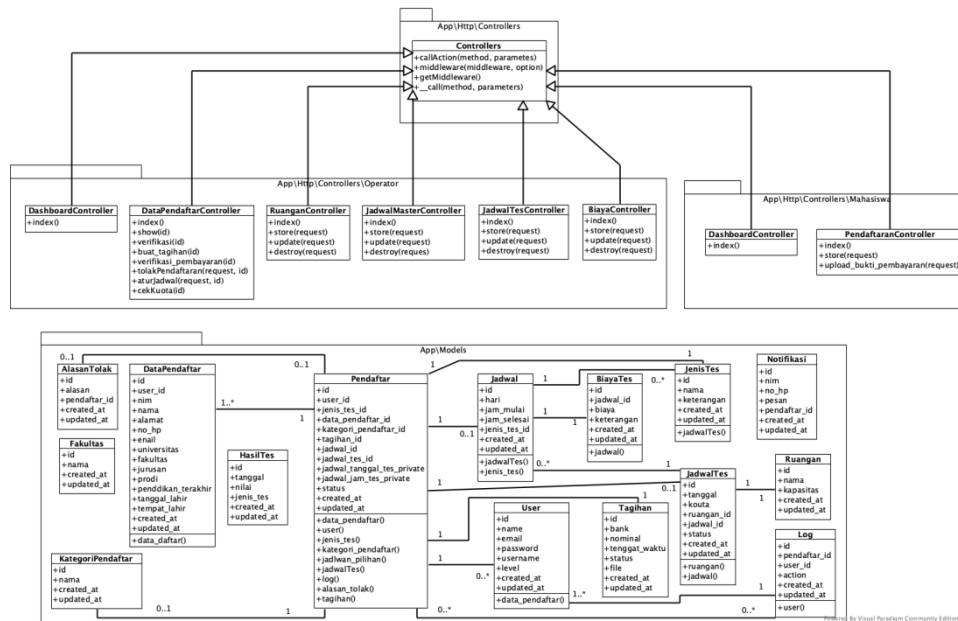 App\Http\Controllers
Controllers
+callAction(method, parametes)
+middleware(middleware, option)
+getMiddleware()
+__call(method, parameters)
App\Http\Controllers\Operator
DashboardController
+index()
DataPendaftarController
+index()
+show(id)
+verifikasi(id)
+buat_tagihan(id)
+verifikasi_pembayaran(id)
+tolakPendaftaran(request, id)
+aturJadwal(request, id)
+cekKuota(id)
RuanganController
+index()
+store(request)
+update(request)
+destroy(request)
JadwalMasterController
+index()
+store(request)
+update(request)
+destroy(reques)
JadwalTesController
+index()
+store(request)
+update(request)
+destroy(request)
BiayaController
+index()
+store(request)
+update(request)
+destroy(request)
App\Http\Controllers\Mahasiswa
DashboardController
+index()
PendaftaranController
+index()
+store(request)
+upload_bukti_pembayaran(request)
App\Models
0..1
0..1
1
1
AlasanTolak
+id
+alasan
+pendaftar_id
+created_at
+updated_at
Fakultas
+id
+nama
+created_at
+updated_at
KategoriPendaftar
+id
+nama
+created_at
+updated_at
DataPendaftar
+id
+user_id
+nim
+nama
+alamat
+no_hp
+enail
+universitas
+fakultas
+jurusan
+prodi
+penddikan_terakhir
+tanggal_lahir
+tempat_lahir
+created_at
+updated_at
+data_daftar()
1..*
1
HasilTes
+id
+tanggal
+nilai
+jenis_tes
+created_at
+updated_at
Pendaftar
+id
+user_id
+jenis_tes_id
+data_pendaftar_id
+kategori_pendaftar_id
+tagihan_id
+jadwal_id
+jadwal_tes_id
+jadwal_tanggal_tes_private
+jadwal_jam_tes_private
+status
+created_at
+updated_at
+data_pendaftar()
+user()
+jenis_tes()
+kategori_pendaftar()
+jadlwan_pilihan()
+jadwalTes()
+log()
+alasan_tolak()
+tagihan()
1
0..1
Jadwal
+id
+hari
+jam_mulai
+jam_selesai
+jenis_tes_id
+created_at
+updated_at
+jadwalTes()
+jenis_tes()
1
0..*
1
1
BiayaTes
+id
+jadwal_id
+biaya
+keterangan
+created_at
+updated_at
+jadwal()
JenisTes
+id
+nama
+keterangan
+created_at
+updated_at
+jadwalTes()
Notifikasi
+id
+nim
+no_hp
+pesan
+pendaftar_id
+created_at
+updated_at
0..*
1
1
0..1
JadwalTes
+id
+tanggal
+kouta
+ruangan_id
+jadwal_id
+status
+created_at
+updated_at
+ruangan()
+jadwal()
1
1
Ruangan
+id
+nama
+kapasitas
+created_at
+updated_at
1
1
1
0..*
User
+id
+name
+email
+password
+username
+level
+created_at
+updated_at
+data_pendaftar()
Tagihan
+id
+bank
+nominal
+tenggat_waktu
+status
+file
+created_at
+updated_at
1..*
1
Log
+id
+pendaftar_id
+user_id
+action
+created_at
+updated_at
+user()
0..1
1
0..*
0..*
Powered By Visual Paradigm Community Edition